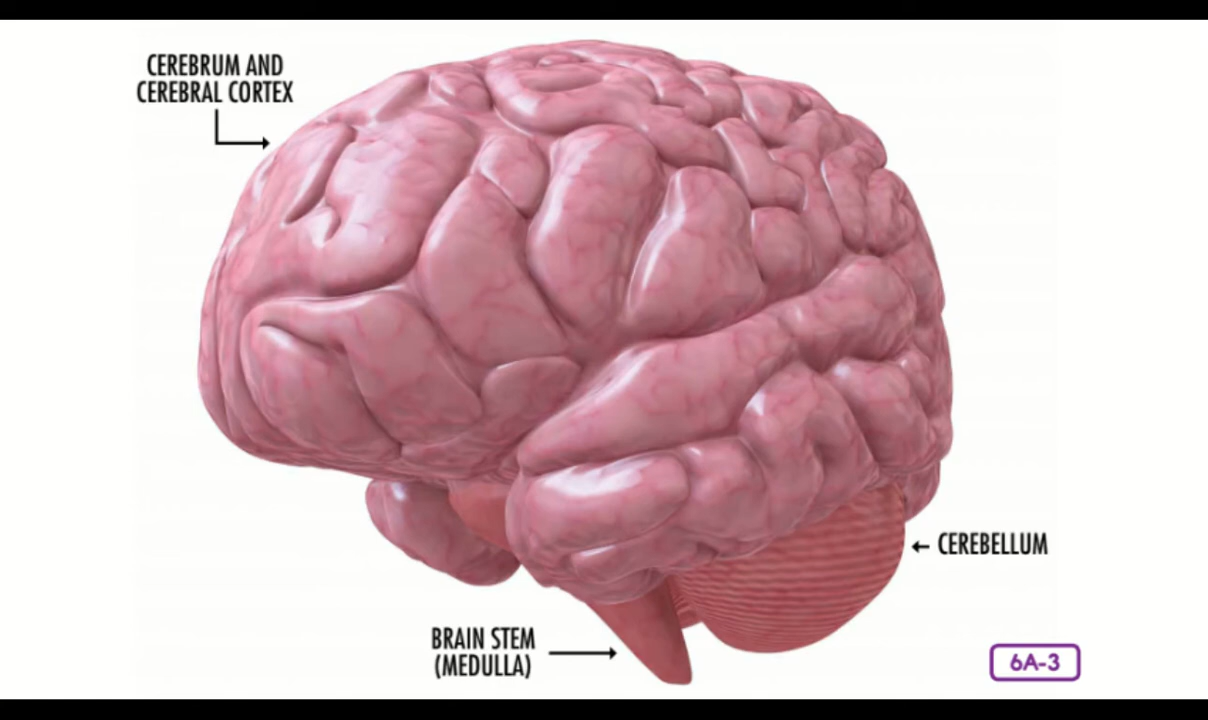 CEREBRUM AND
CEREBRAL CORTEX
← CEREBELLUM
BRAIN STEM
(MEDULLA)
6A-3